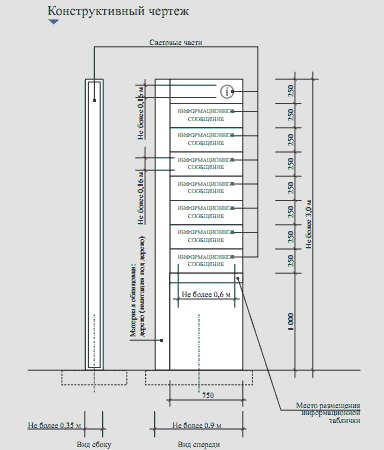 Конструктивный чертеж
Световые части
Не более 0,16 м
i
250
ИНФОРМАЦИОННОЕ
СООБЩЕНИЕ
250
ИНФОРМАЦИОННОЕ
СООБЩЕНИЕ
250
ИНФОРМАЦИОННОЕ
СООБЩЕНИЕ
250
Не более 0,16 м
ИНФОРМАЦИОННОЕ
СООБЩЕНИЕ
250
ИНФОРМАЦИОННОЕ
СООБЩЕНИЕ
250
ИНФОРМАЦИОННОЕ
СООБЩЕНИЕ
250
ИНФОРМАЦИОННОЕ
СООБЩЕНИЕ
250
Не более 3,0 м
Материал облицовки:
дерево (имитация под дерево)
Не более 0,6 м
1 000
750
Место размещения
информационной
таблички
Не более 0.35 м
Не более 0,9 м
Вид сбоку
Вид спереди